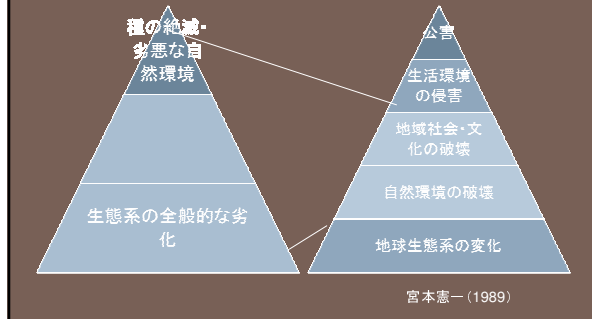 種の絶滅・
劣悪な自
然環境
生態系の全般的な劣
化
公害
生活環境
の侵害
地域社会・文
化の破壊
自然環境の破壊
地球生態系の変化
宮本憲一(1989)